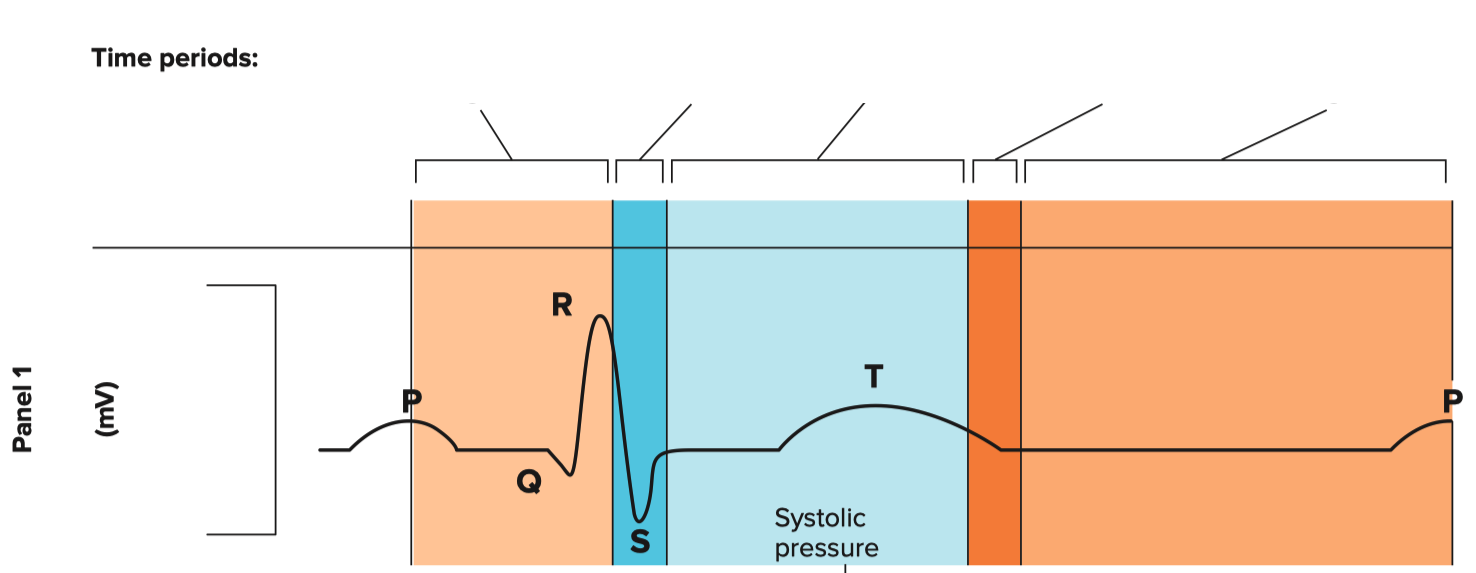 Time periods:
R
T
P
P
Panel 1
(mV)
Q
Systolic
pressure
S